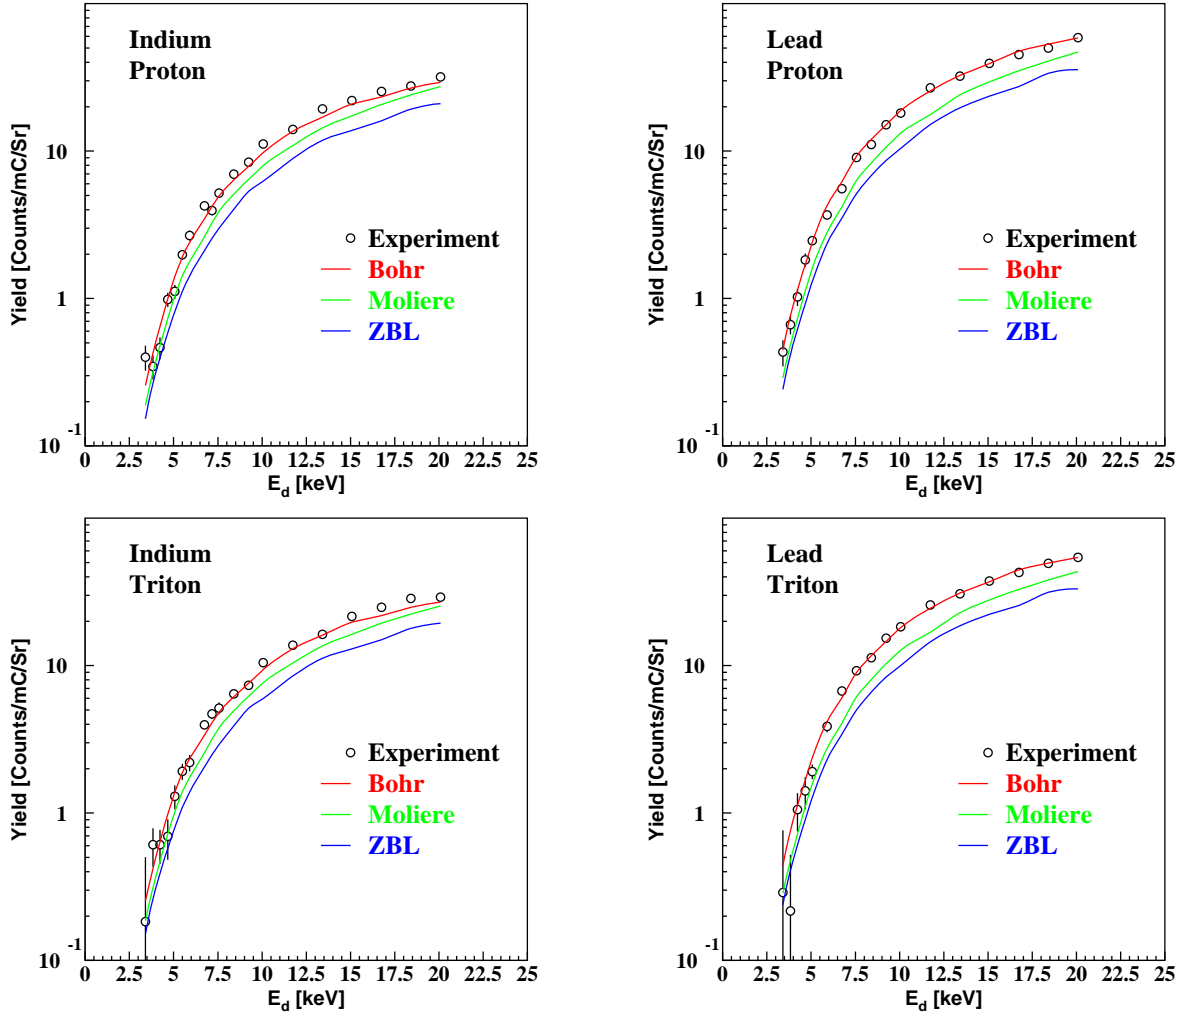 Indium
Proton
Yield [Counts/mC/Sr]
10
1
10 -1
Experiment
Bohr
Moliere
ZBL
0 2.5 5 7.5 10 12.5 15 17.5 20 22.5 25
E_d [keV]
Lead
Proton
Yield [Counts/mC/Sr]
10
1
10 -1
Experiment
Bohr
Moliere
ZBL
0 2.5 5 7.5 10 12.5 15 17.5 20 22.5 25
E_d [keV]
Indium
Triton
Yield [Counts/mC/Sr]
10
1
10 -1
Experiment
Bohr
Moliere
ZBL
0 2.5 5 7.5 10 12.5 15 17.5 20 22.5 25
E_d [keV]
Lead
Triton
Yield [Counts/mC/Sr]
10
1
10 -1
Experiment
Bohr
Moliere
ZBL
0 2.5 5 7.5 10 12.5 15 17.5 20 22.5 25
E_d [keV]